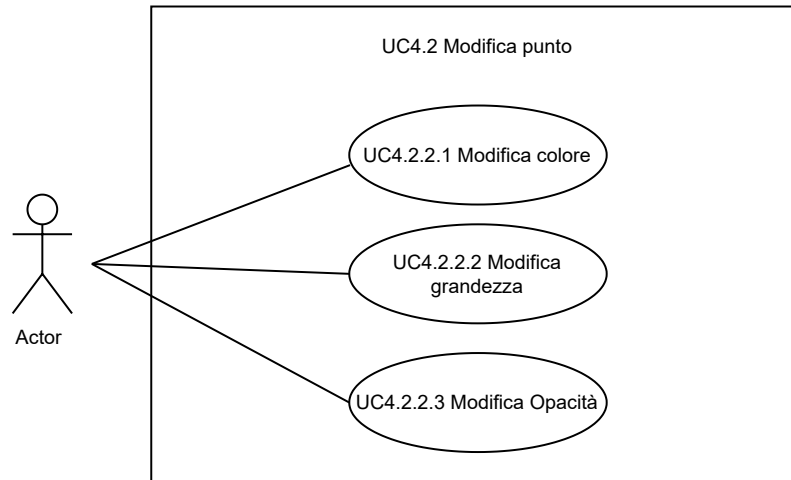 UC4.2 Modifica punto
UC4.2.2.1 Modifica colore
UC4.2.2.2 Modifica
grandezza
UC4.2.2.3 Modifica Opacità
Actor